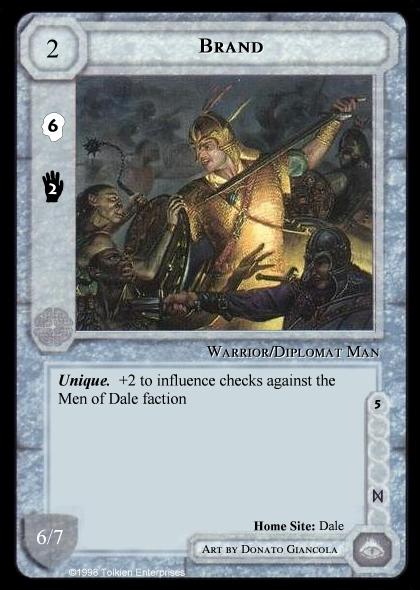 2
BRAND
6
2
WARRIOR/DIPLOMAT MAN
Unique. +2 to influence checks against the
Men of Dale faction
5
ᛞ
Home Site: Dale
6/7
ART BY DONATO GIANCOLA
©1998 Tolkien Enterprises